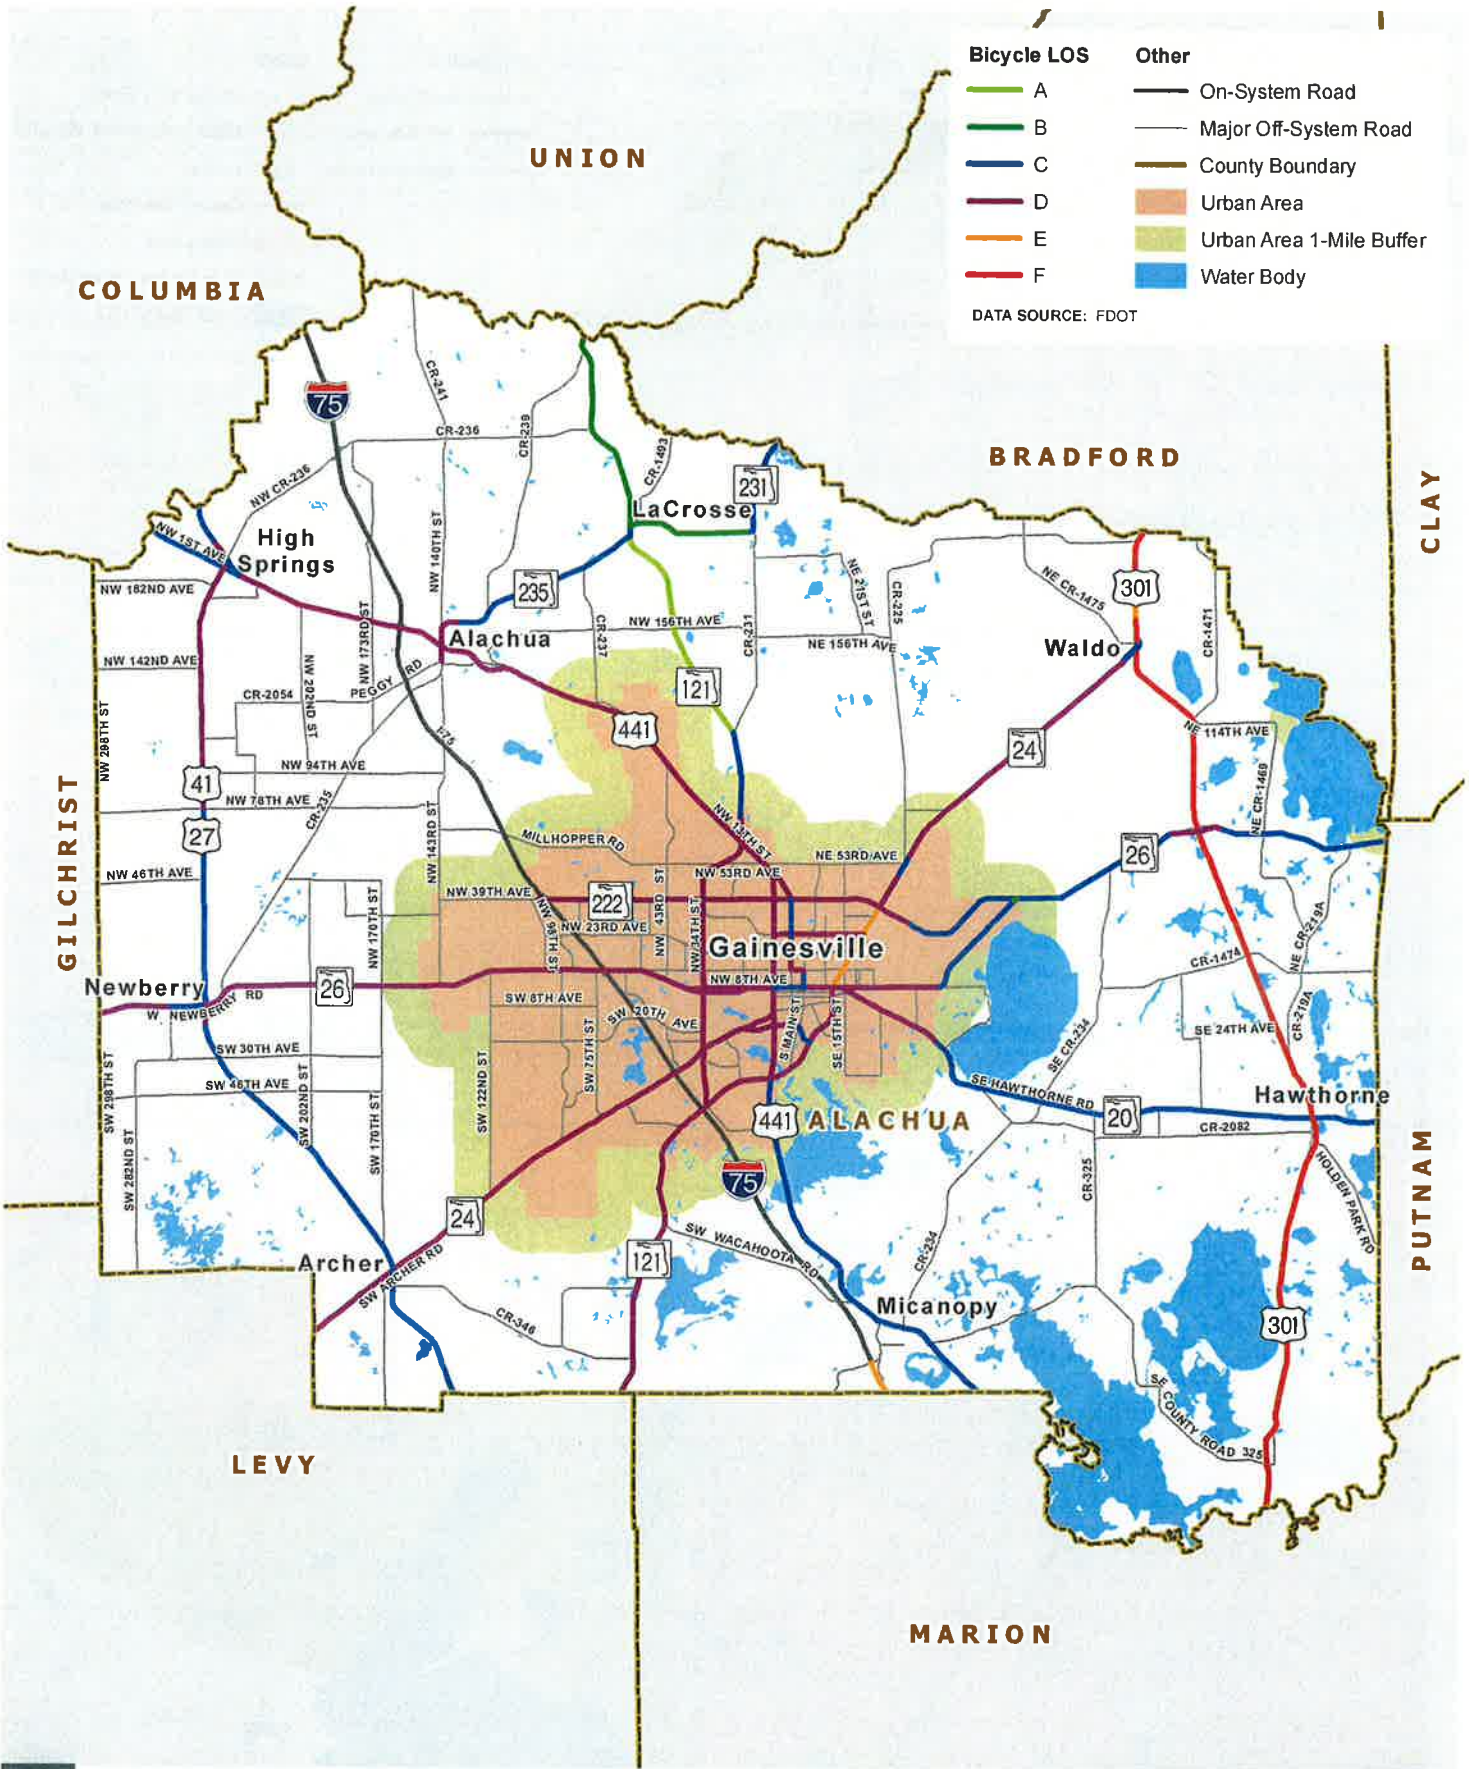 Bicycle LOS
A
B
C
D
E
F
Other
On-System Road
Major Off-System Road
County Boundary
Urban Area
Urban Area 1-Mile Buffer
Water Body
DATA SOURCE: FDOT
UNION
COLUMBIA
BRADFORD
CLAY
GILCHRIST
PUTNAM
LEVY
MARION
ALACHUA
75
CR-241
CR-236
CR-239
CR-1493
231
LaCrosse
NW CR-236
NW 1ST AVE
High
Springs
NW 140TH ST
235
NW 182ND AVE
NW 173RD ST
Alachua
CR-237
NW 156TH AVE
CR-231
NE 156TH AVE
NE 21ST ST
CR-225
NE CR-1475
301
CR-1471
Waldo
NW 142ND AVE
NW 202ND ST
PEGGY RD
CR-2054
121
NW 298TH ST
I-75
441
24
NE 114TH AVE
NE CR-1469
41
NW 94TH AVE
NW 78TH AVE
CR-235
27
NW 143RD ST
MILLHOPPER RD
NW 13TH ST
NE 53RD AVE
26
NW 46TH AVE
NW 53RD AVE
NW 39TH AVE
222
NW 43RD ST
NW 170TH ST
NW 98TH ST
NW 23RD AVE
NW 34TH ST
Gainesville
NE CR-219A
CR-1474
Newberry
W NEWBERRY RD
26
NW 8TH AVE
SW 8TH AVE
SW 20TH AVE
S MAIN ST
SE 15TH ST
CR-219A
SE 24TH AVE
SE CR-234
SW 30TH AVE
SW 75TH ST
SW 46TH AVE
SW 298TH ST
SW 202ND ST
SW 122ND ST
SE HAWTHORNE RD
Hawthorne
20
CR-2082
441
SW 282ND ST
SW 170TH ST
75
CR-325
HOLDEN PARK RD
24
SW WACAHOOTA RD
CR-234
Archer
SW ARCHER RD
121
Micanopy
CR-346
301
SE COUNTY ROAD 325